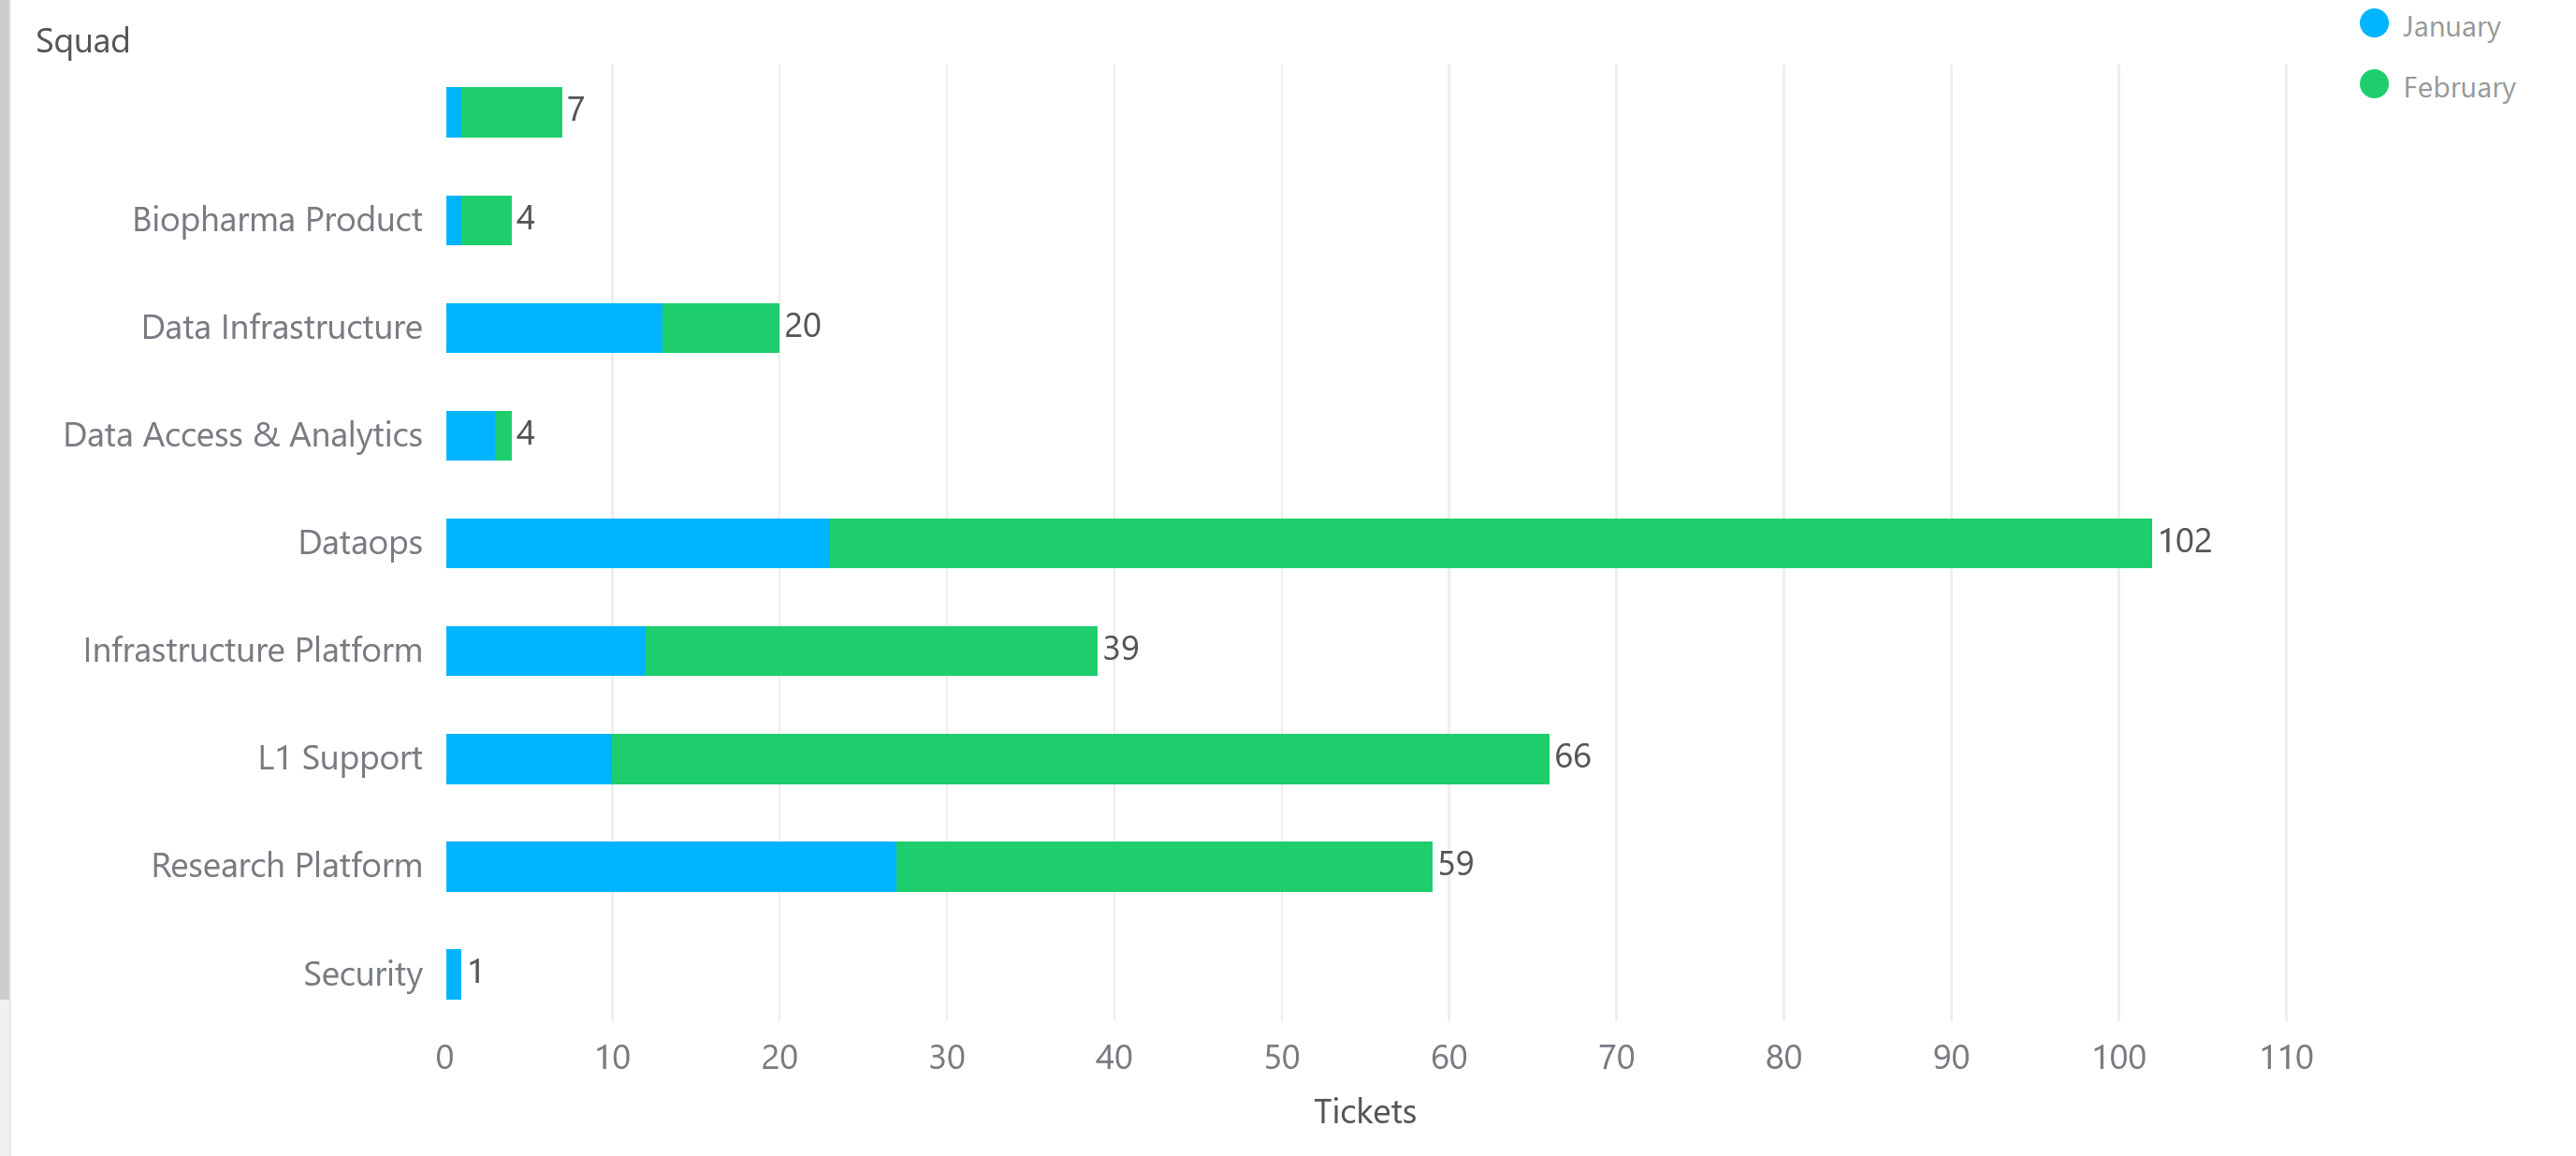 Squad
January
February
7
Biopharma Product 4
Data Infrastructure 20
Data Access & Analytics 4
Dataops 102
Infrastructure Platform 39
L1 Support 66
Research Platform 59
Security 1
0 10 20 30 40 50 60 70 80 90 100 110
Tickets